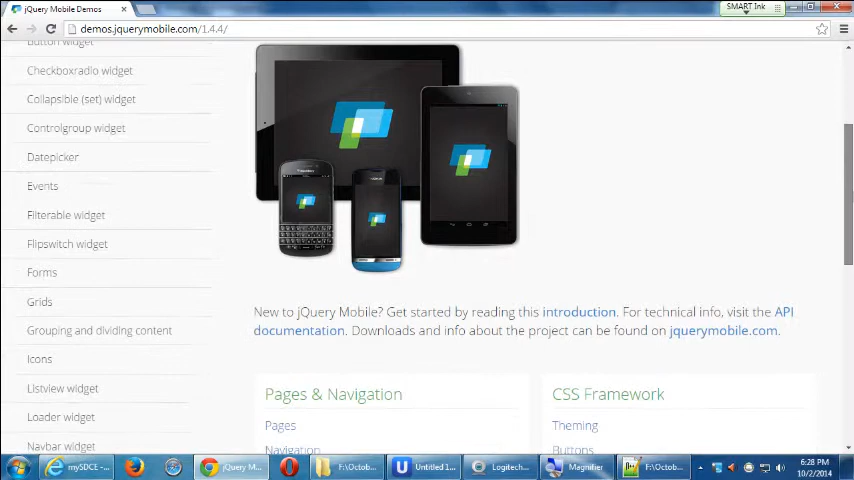 jQuery Mobile Demos
SMART Ink
demos.jquerymobile.com/1.4.4/
Button widget
Checkboxradio widget
Collapsible (set) widget
Controlgroup widget
Datepicker
Events
Filterable widget
Flipswitch widget
Forms
Grids
Grouping and dividing content
Icons
Listview widget
Loader widget
Navbar widget
New to jQuery Mobile? Get started by reading this introduction. For technical info, visit the API
documentation. Downloads and info about the project can be found on jquerymobile.com.
Pages & Navigation
Pages
Navigation
CSS Framework
Theming
Buttons
mySDCE -...
jQuery M...
F:\Octob...
Untitled 1...
Logitech...
Magnifier
F:\Octob...
6:28 PM
10/2/2014